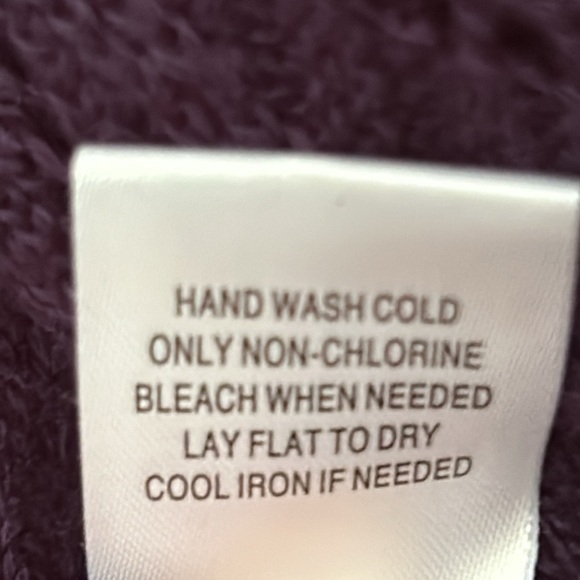 HAND WASH COLD
ONLY NON-CHLORINE
BLEACH WHEN NEEDED
LAY FLAT TO DRY
COOL IRON IF NEEDED